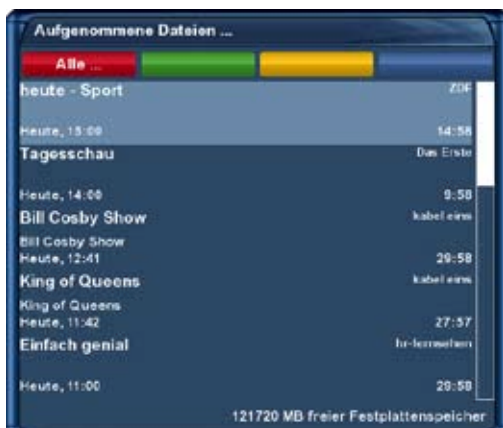 Aufgenommene Dateien ...
Alle ...
heute - Sport ZDF
Heute, 15:00 14:58
Tagesschau Das Erste
Heute, 14:00 9:58
Bill Cosby Show kabel eins
Bill Cosby Show
Heute, 12:41 29:58
King of Queens kabel eins
King of Queens
Heute, 11:42 27:57
Einfach genial hr-fernsehen
Heute, 11:00 29:58
121720 MB freier Festplattenspeicher